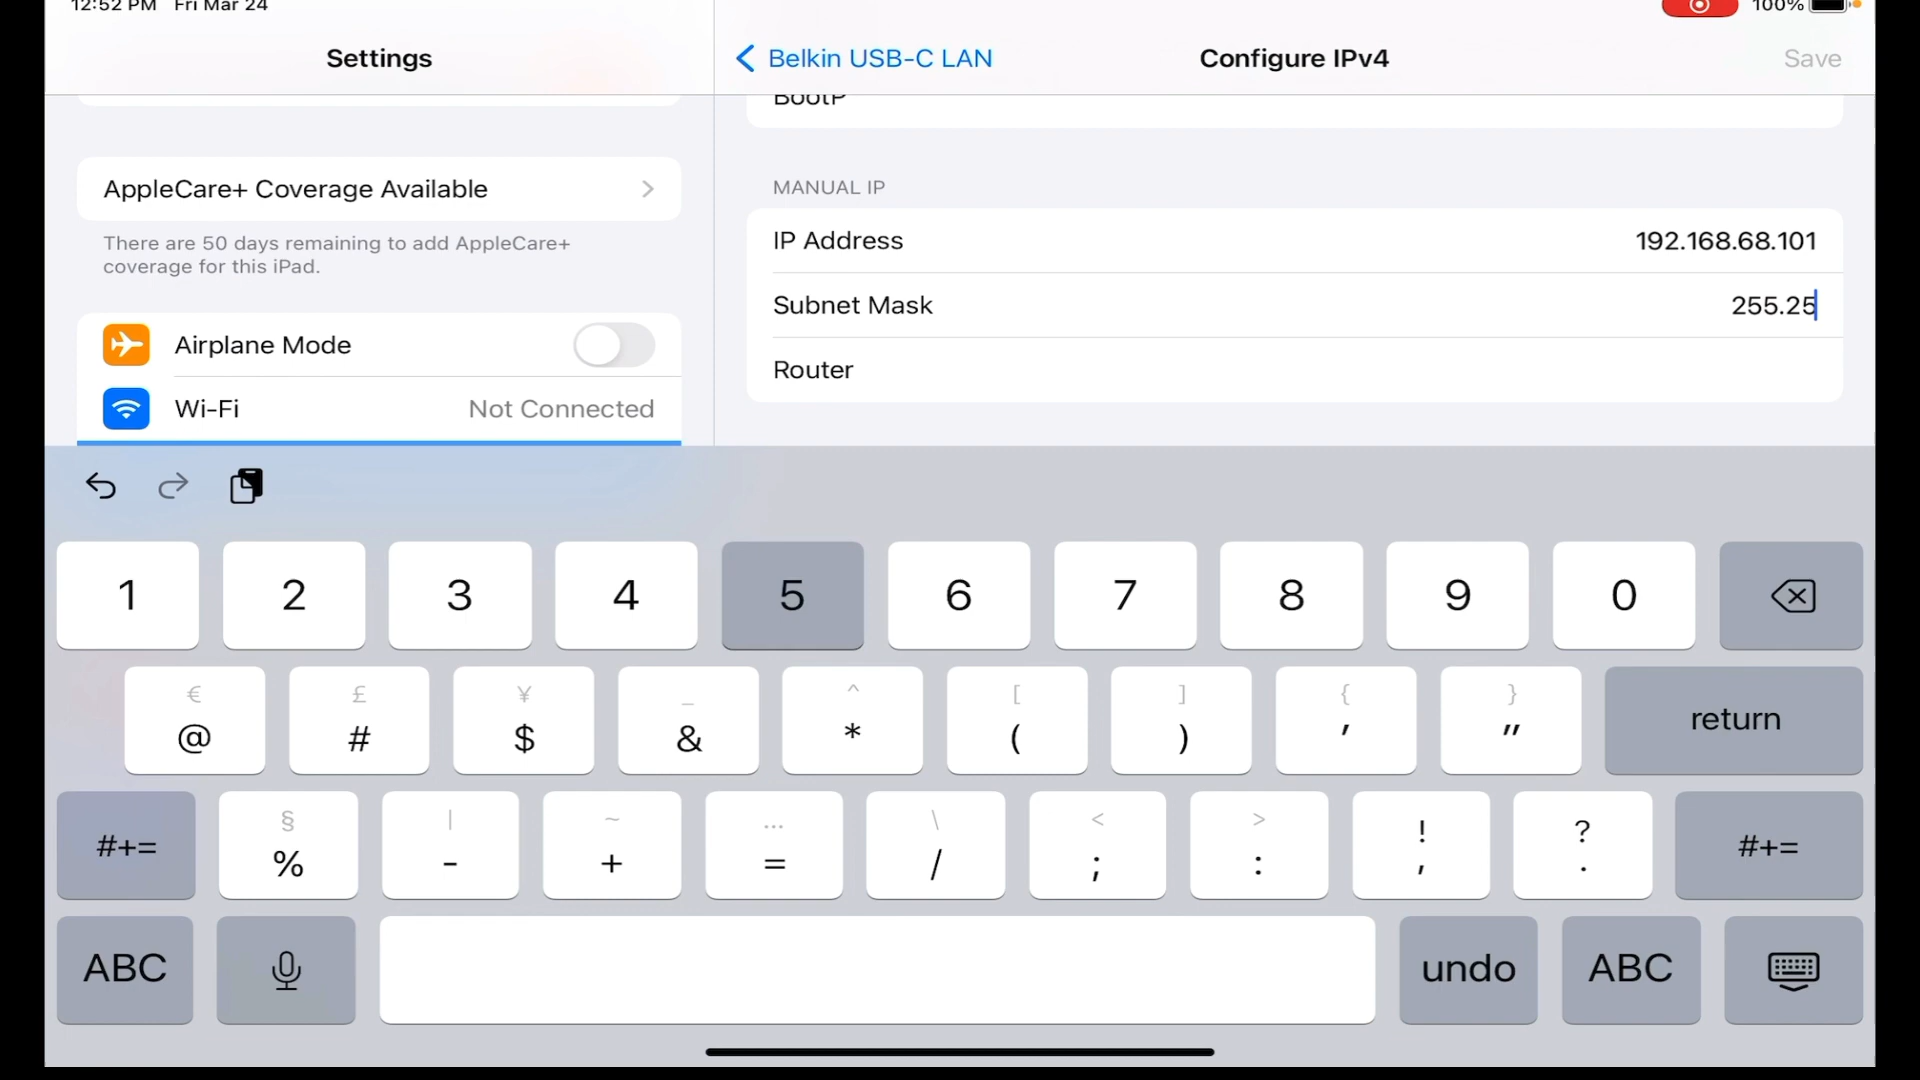 12:52 PM Fri Mar 24
100%
Settings
Belkin USB-C LAN
Configure IPv4
Save
BootP
AppleCare+ Coverage Available
There are 50 days remaining to add AppleCare+
coverage for this iPad.
Airplane Mode
Wi-Fi
Not Connected
MANUAL IP
IP Address
192.168.68.101
Subnet Mask
255.25
Router
1 2 3 4 5 6 7 8 9 0
€ £ ¥ _ ^ [ ] { }
@ # $ & * ( ) ' " return
§ | ~ … \ < > ! ?
#+= % - + = / ; : , . #+=
ABC undo ABC